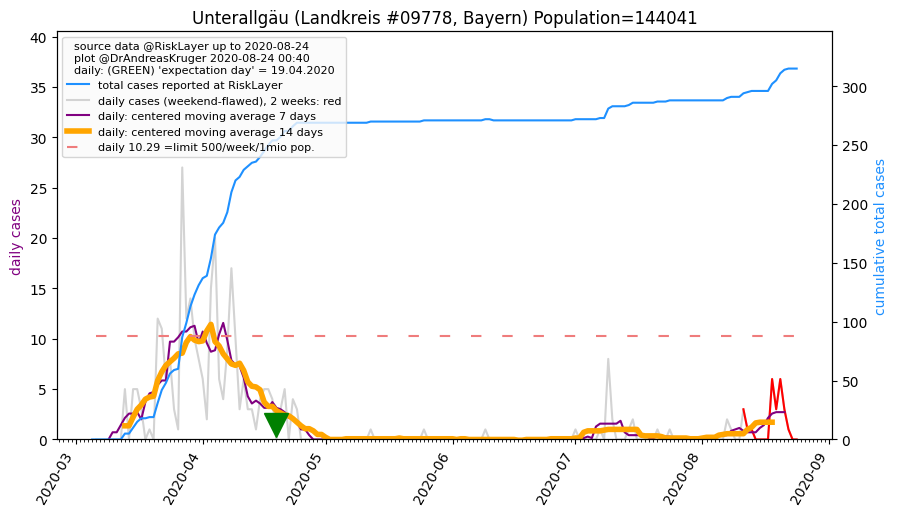 Unterallgäu (Landkreis #09778, Bayern) Population=144041
source data @RiskLayer up to 2020-08-24
plot @DrAndreasKruger 2020-08-24 00:40
daily: (GREEN) 'expectation day' = 19.04.2020
total cases reported at RiskLayer
daily cases (weekend-flawed), 2 weeks: red
daily: centered moving average 7 days
daily: centered moving average 14 days
daily 10.29 =limit 500/week/1mio pop.
daily cases
40
35
30
25
20
15
10
5
0
cumulative total cases
300
250
200
150
100
50
0
2020-03
2020-04
2020-05
2020-06
2020-07
2020-08
2020-09